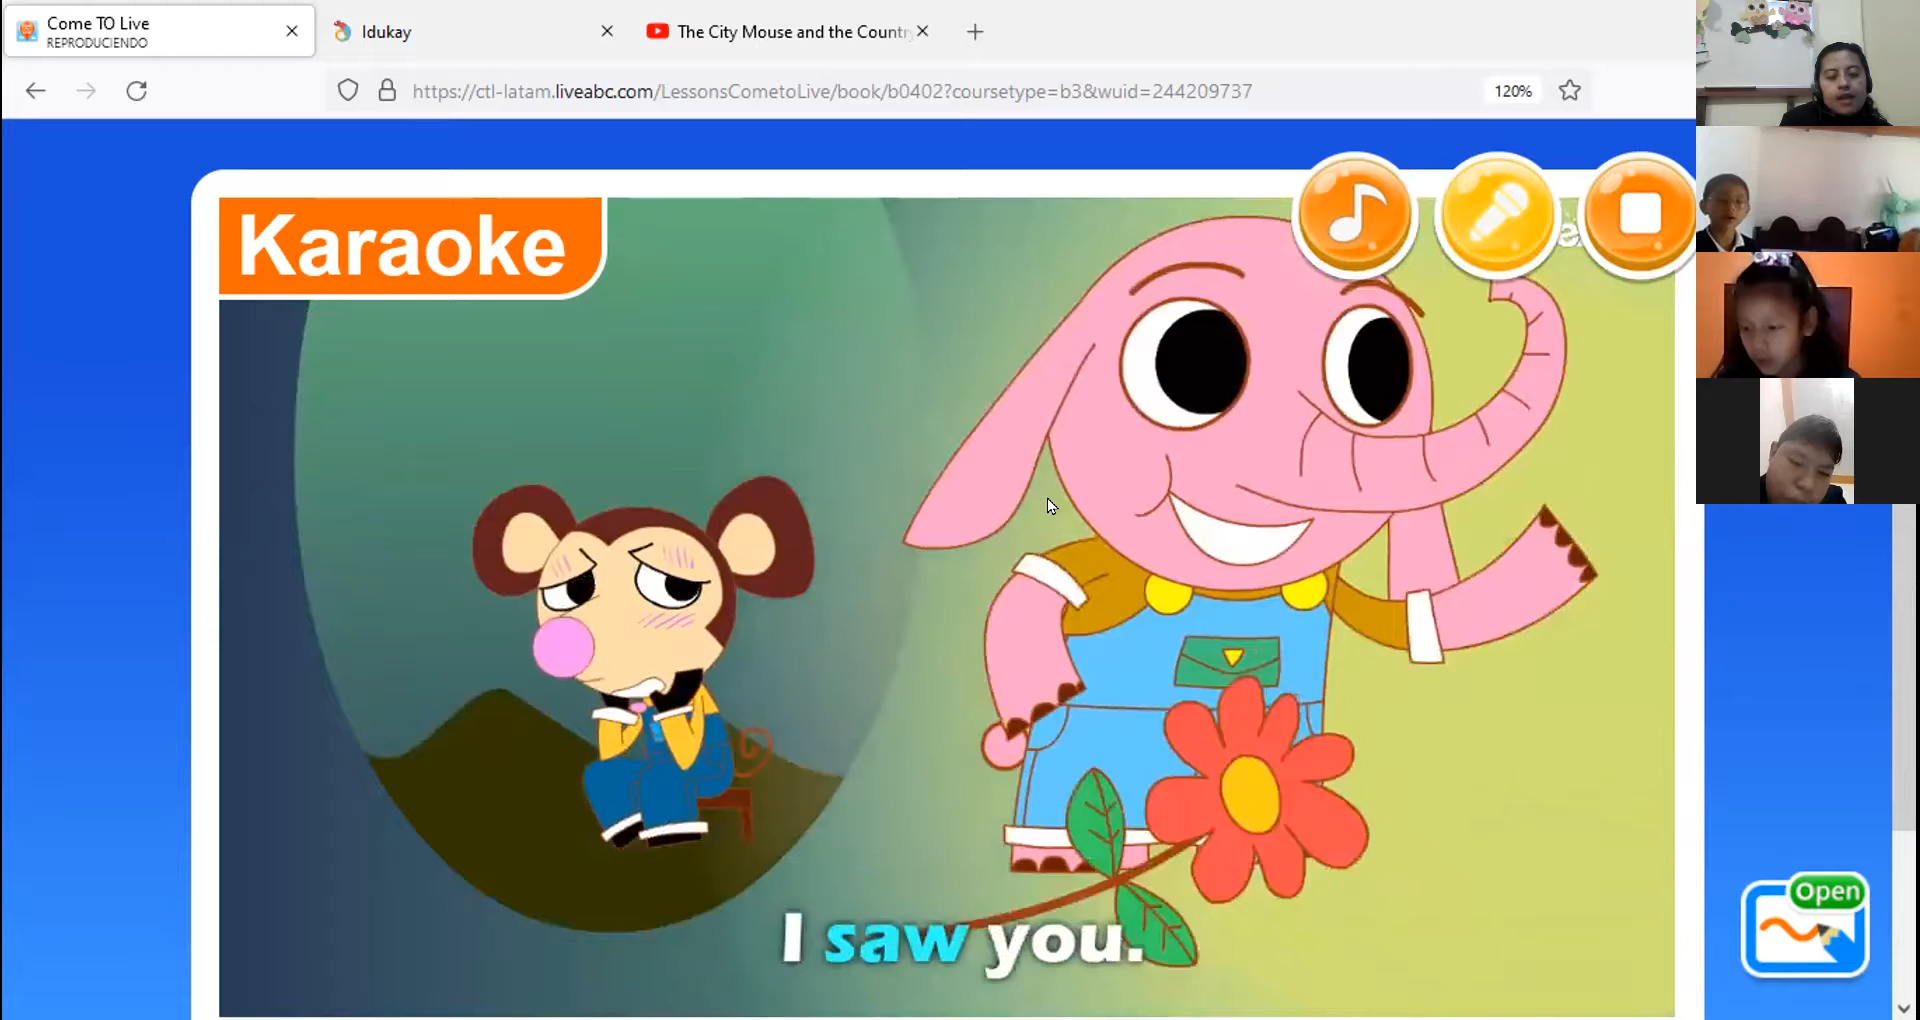 Come TO Live
REPRODUCIENDO
Idukay
The City Mouse and the Countr
https://ctl-latam.liveabc.com/LessonsCometoLive/book/b0402?coursetype=b3&wuid=244209737
120%
Karaoke
I saw you.
Open